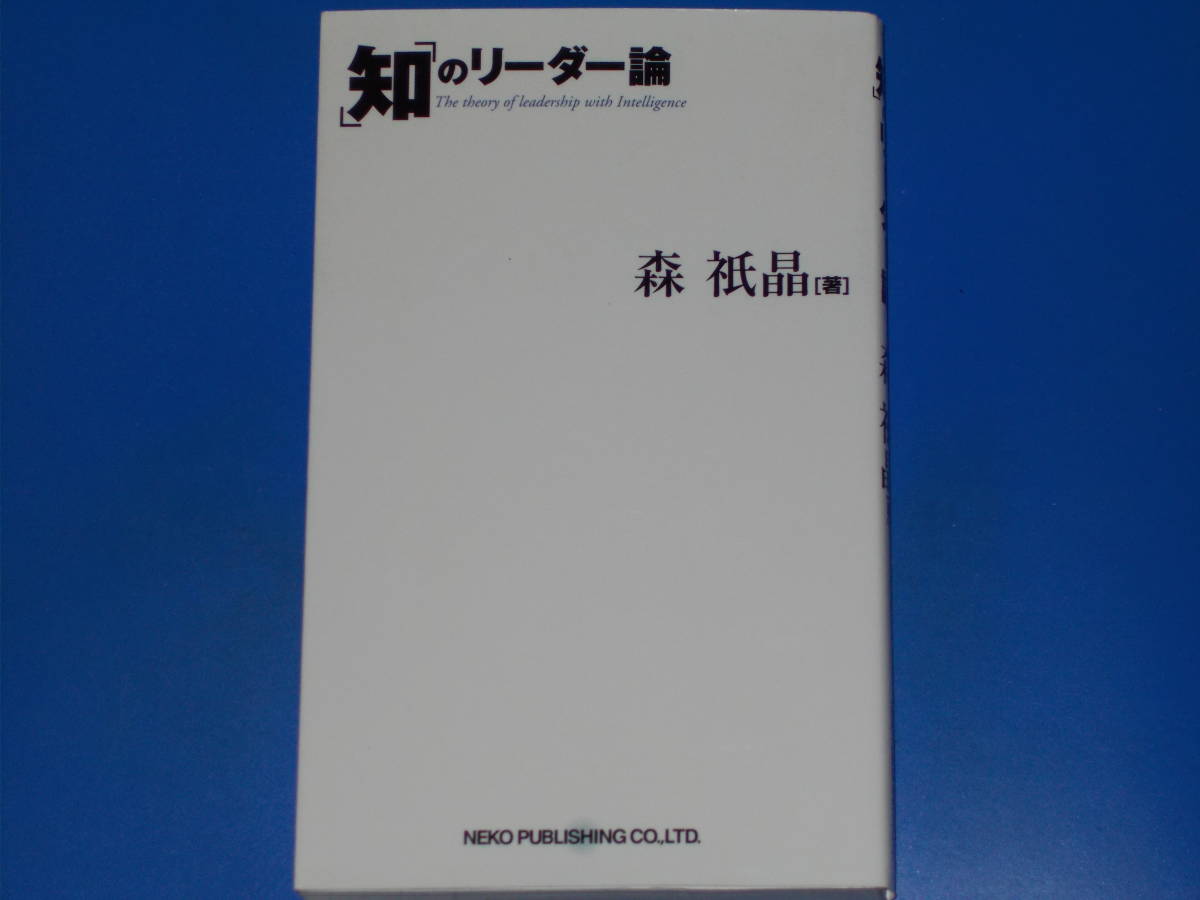 「知」のリーダー論
The theory of leadership with Intelligence
森 祇晶[著]
NEKO PUBLISHING CO.,LTD.